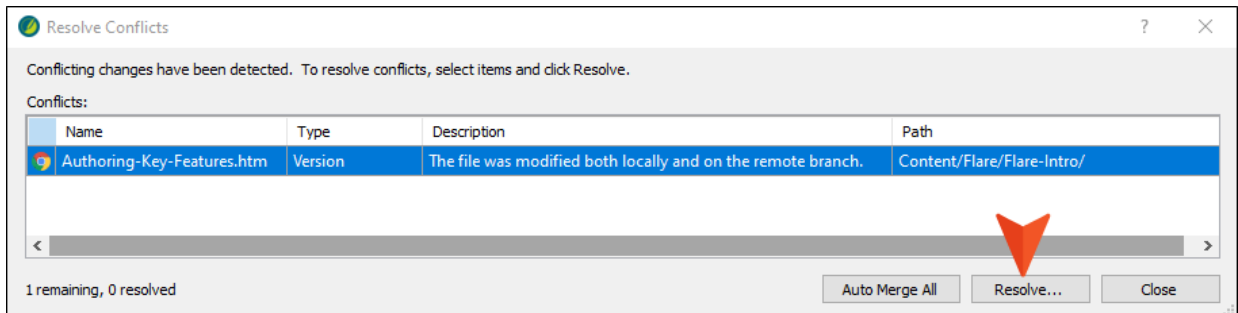 Resolve Conflicts
?
Conflicting changes have been detected.  To resolve conflicts, select items and click Resolve.
Conflicts:
Name Type Description Path
Authoring-Key-Features.htm Version The file was modified both locally and on the remote branch. Content/Flare/Flare-Intro/
1 remaining, 0 resolved Auto Merge All Resolve... Close